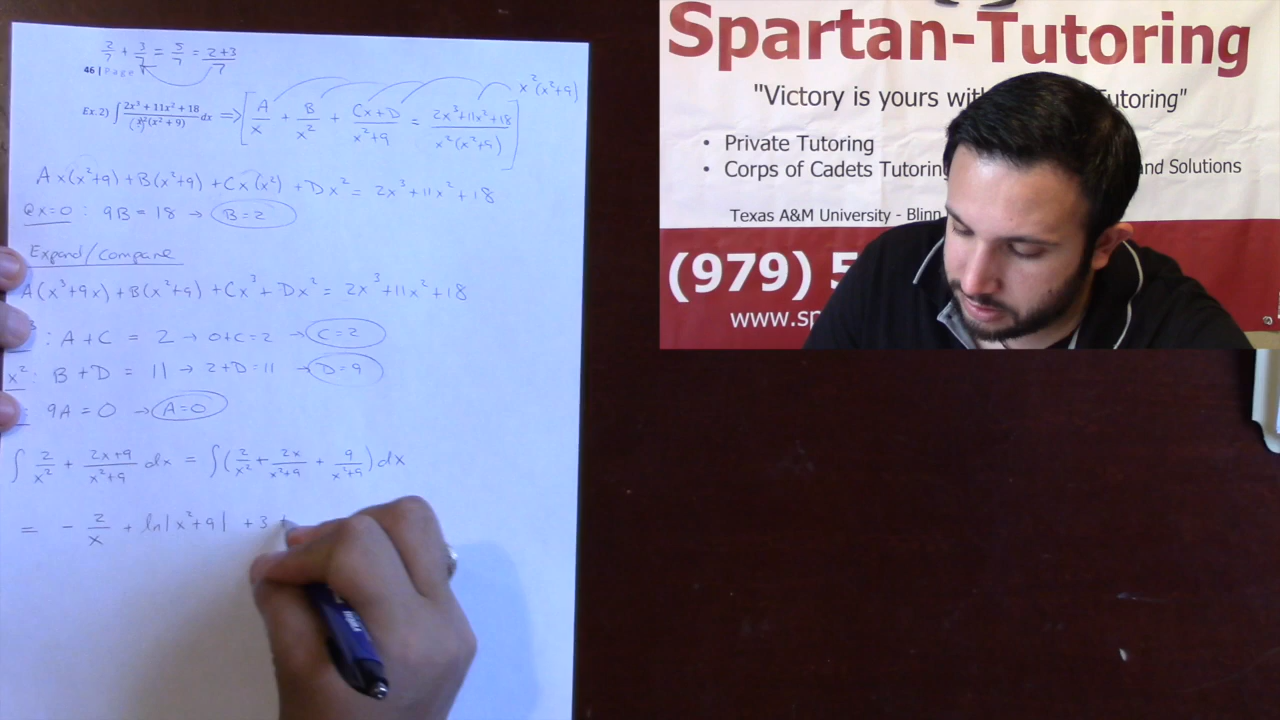 2/7 + 3/7 = 5/7 = 2+3/7
46 | PAGE
Ex. 2) ∫ 2x³+11x²+18 / x²(x²+9) dx ⇒ [ A/x + B/x² + Cx+D/x²+9 = 2x³+11x²+18 / x²(x²+9) ] x²(x²+9)
Ax(x²+9)+B(x²+9)+Cx(x²)+Dx² = 2x³+11x²+18
@x=0: 9B=18 → B=2
Expand/compare
A(x³+9x)+B(x²+9)+Cx³+Dx² = 2x³+11x²+18
3: A+C = 2 → 0+C=2 → C=2
x²: B+D = 11 → 2+D=11 → D=9
: 9A=0 → A=0
∫ 2/x² + 2x+9/x²+9 dx = ∫(2/x² + 2x/x²+9 + 9/x²+9)dx
= - 2/x + ln|x²+9| +3 t
Spartan-Tutoring
"Victory is yours with Tutoring"
• Private Tutoring
• Corps of Cadets Tutoring and Solutions
Texas A&M University - Blinn
(979) 5
www.sp